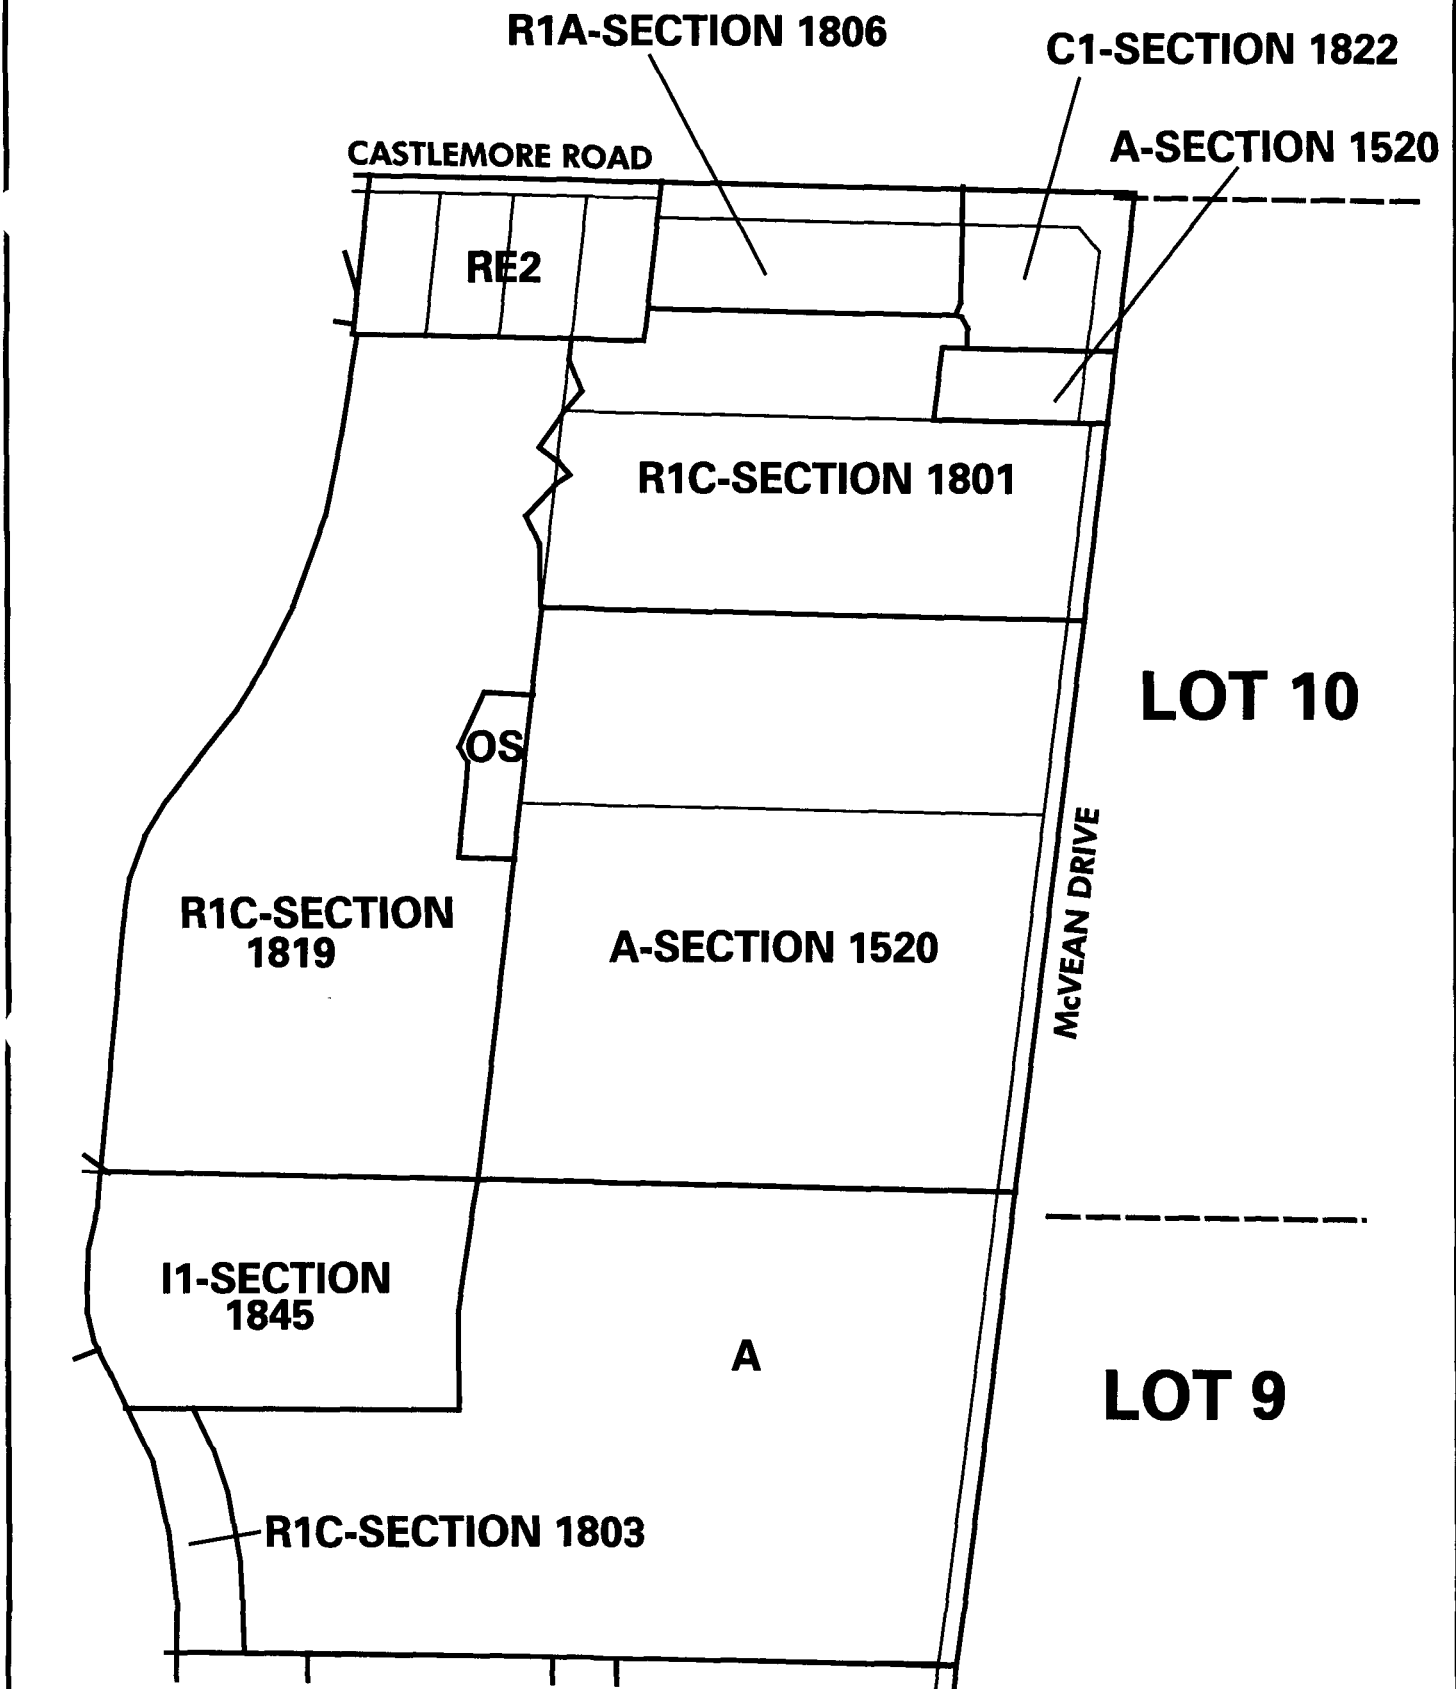 R1A-SECTION 1806
C1-SECTION 1822
A-SECTION 1520
CASTLEMORE ROAD
RE2
R1C-SECTION 1801
LOT 10
OS
McVEAN DRIVE
R1C-SECTION
1819
A-SECTION 1520
I1-SECTION
1845
A
LOT 9
R1C-SECTION 1803